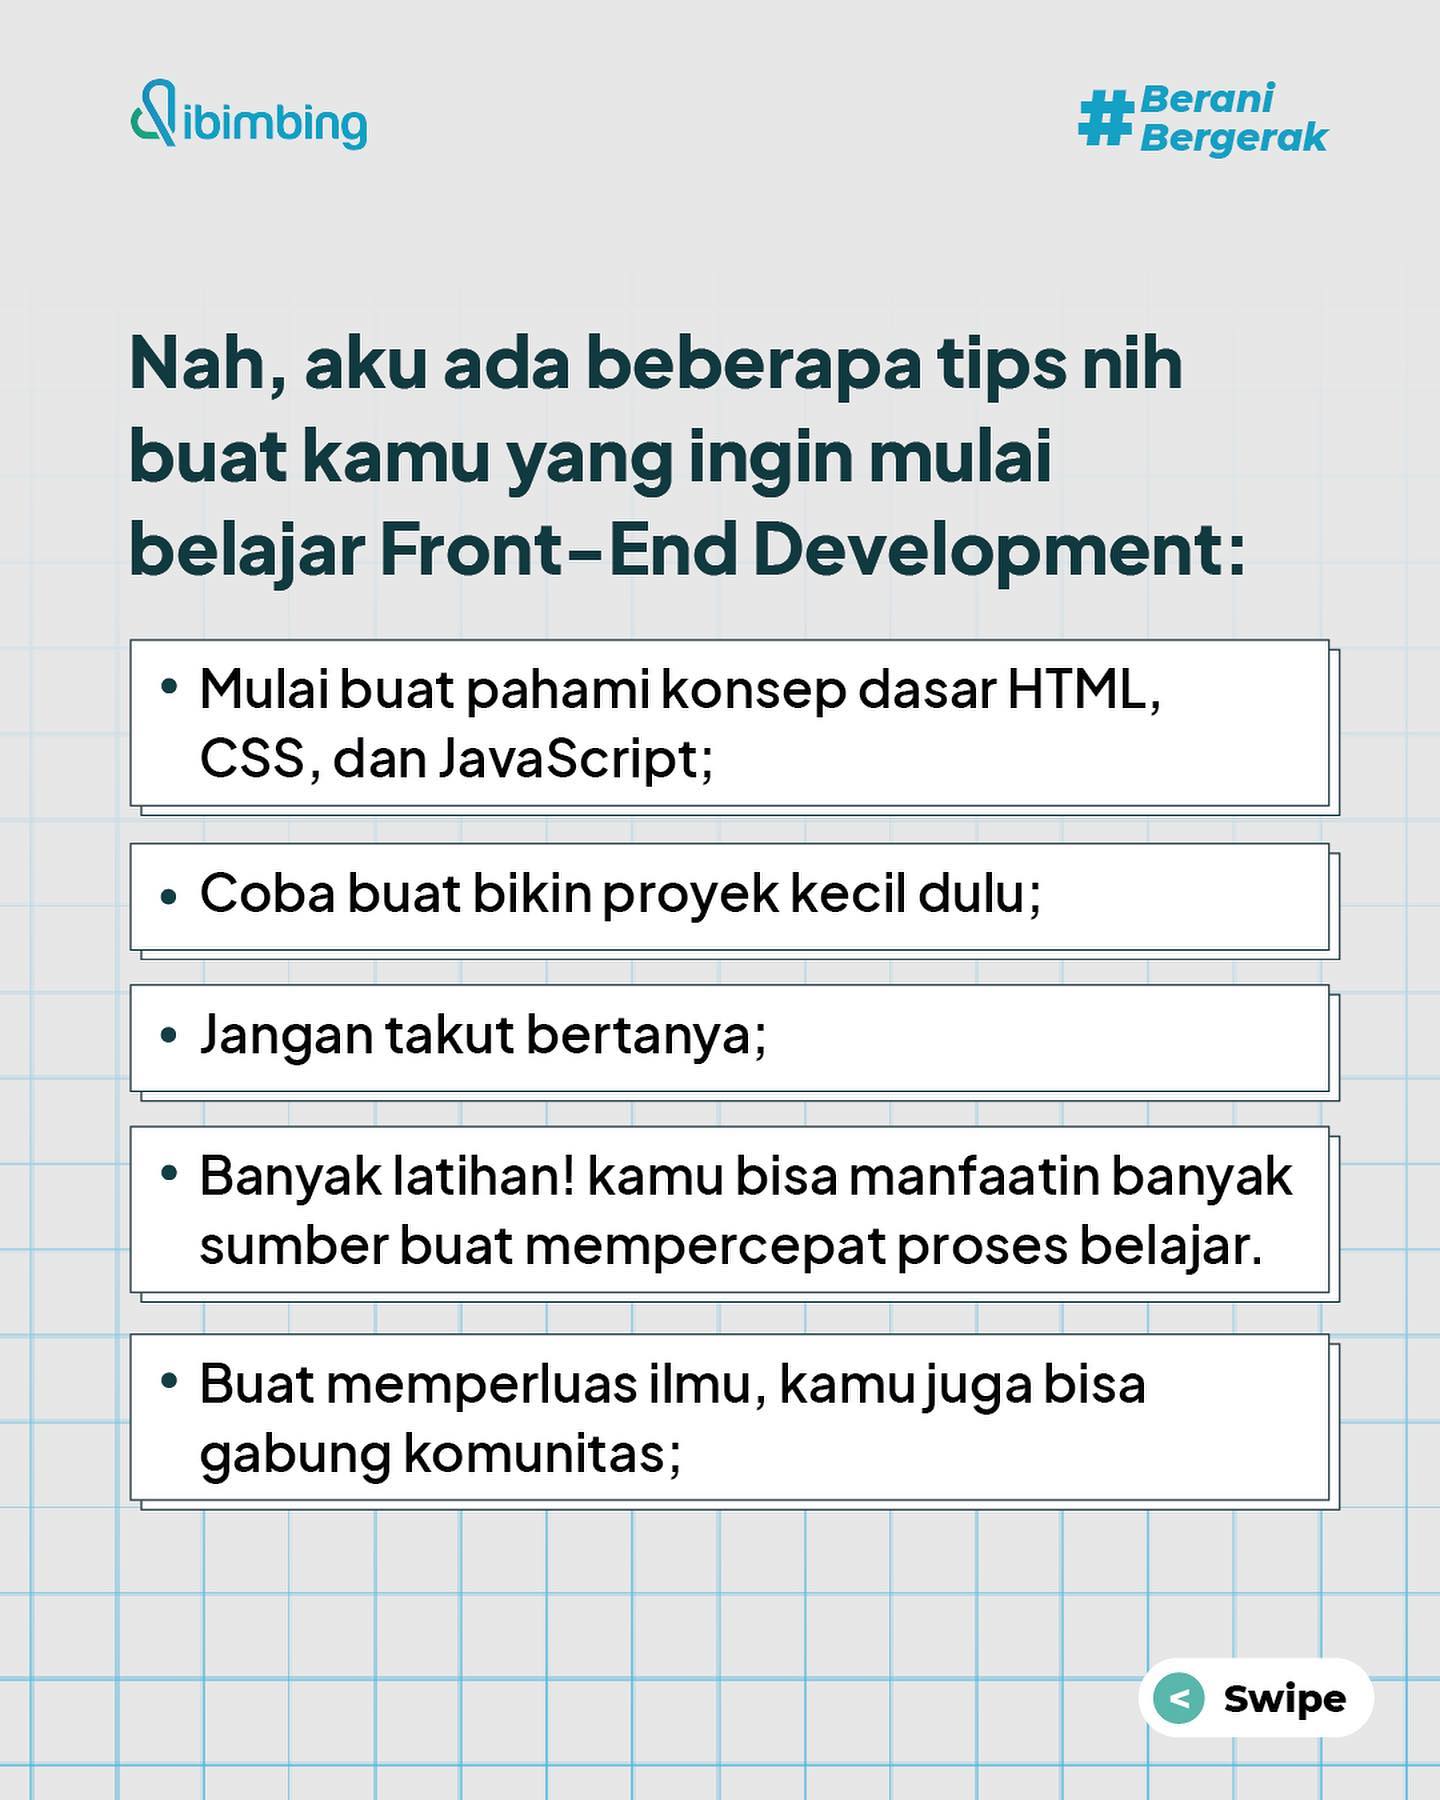 dibimbing
#Berani
Bergerak
Nah, aku ada beberapa tips nih
buat kamu yang ingin mulai
belajar Front-End Development:
• Mulai buat pahami konsep dasar HTML,
CSS, dan JavaScript;
• Coba buat bikin proyek kecil dulu;
• Jangan takut bertanya;
• Banyak latihan! kamu bisa manfaatin banyak
sumber buat mempercepat proses belajar.
• Buat memperluas ilmu, kamu juga bisa
gabung komunitas;
< Swipe